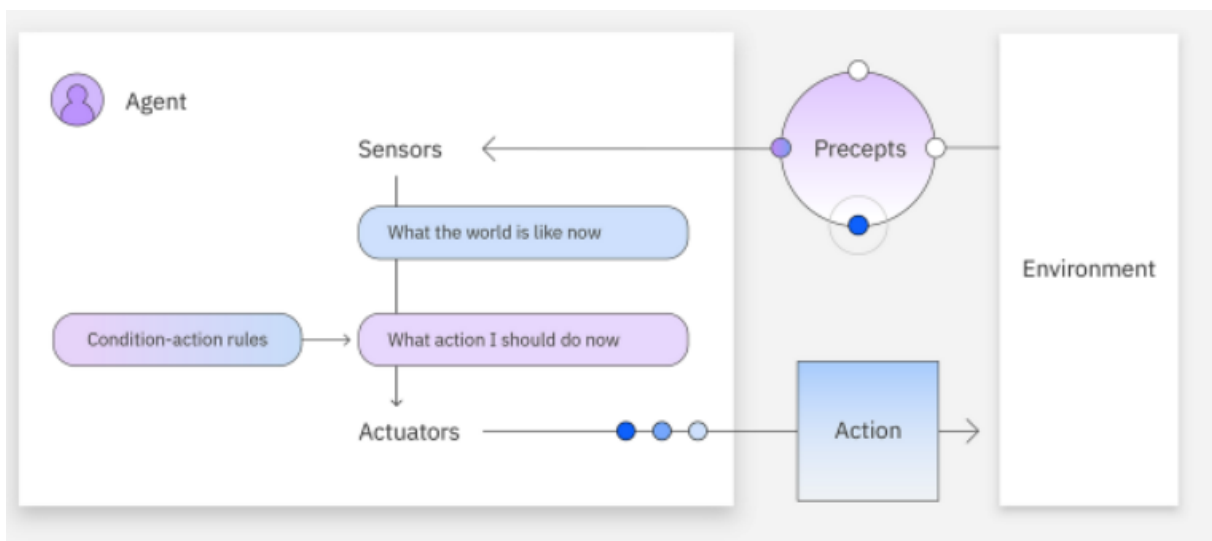 Agent
Sensors
Precepts
What the world is like now
Environment
Condition-action rules
What action I should do now
Actuators
Action